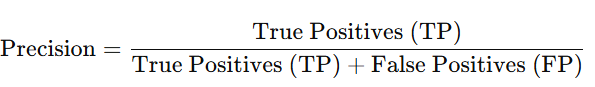 Precision = True Positives (TP) / True Positives (TP) + False Positives (FP)